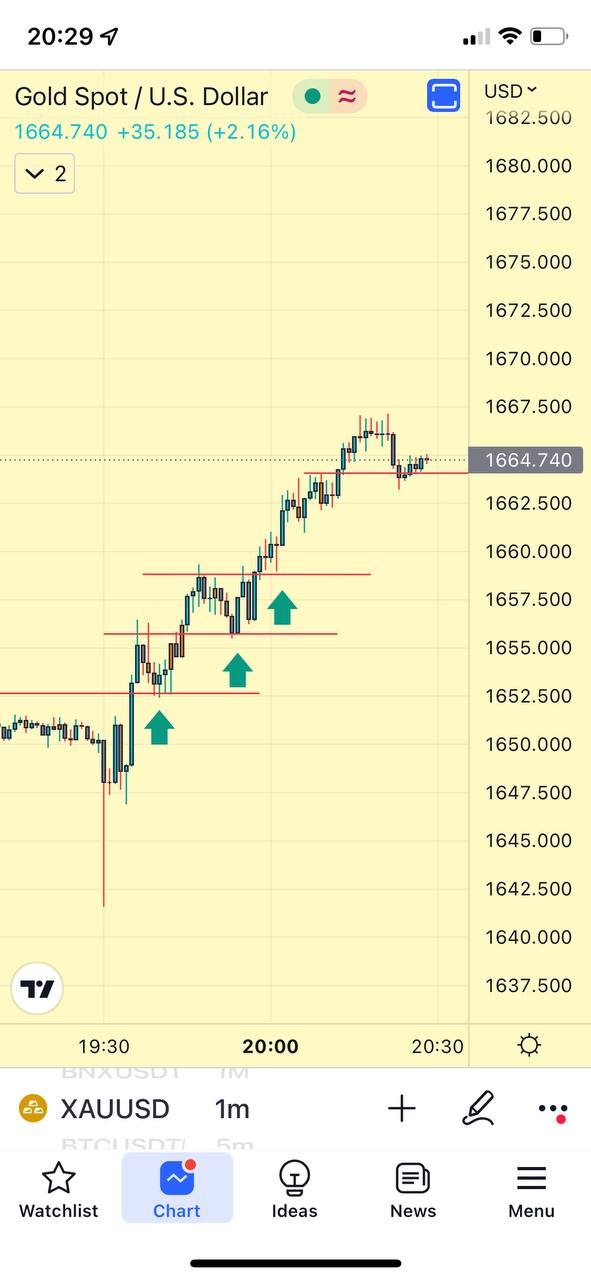 20:29
Gold Spot / U.S. Dollar
≈
USD
1664.740 +35.185 (+2.16%)
2
1682.500
1680.000
1677.500
1675.000
1672.500
1670.000
1667.500
1664.740
1662.500
1660.000
1657.500
1655.000
1652.500
1650.000
1647.500
1645.000
1642.500
1640.000
1637.500
19:30 20:00 20:30
BNXUSDT 1M
XAUUSD 1m
BTCUSDT/ 5m
Watchlist Chart Ideas News Menu